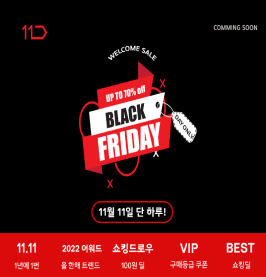 11D
COMMING SOON
WELCOME SALE
UP TO 70% off
BLACK
FRIDAY
DAY ONLY
11월 11일 단 하루!
11.11
1년에 1번
2022 어워드
올 한해 트렌드
쇼킹드로우
100원 딜
VIP
구매등급 쿠폰
BEST
쇼킹딜